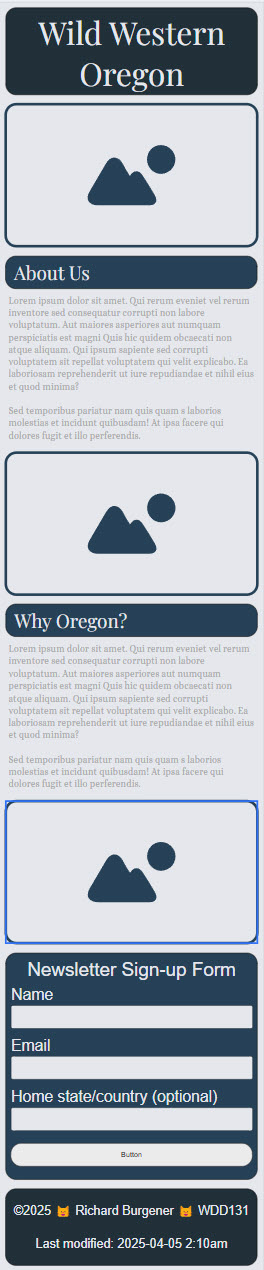 Wild Western
Oregon
About Us
Lorem ipsum dolor sit amet. Qui rerum eveniet vel rerum
inventore sed consequatur corrupti non labore
voluptatum. Aut maiores asperiores aut numquam
perspiciatis est magni Quis hic quidem obcaecati non
atque aliquam. Qui ipsum sapiente sed corrupti
voluptatem sit repellat voluptatem qui velit explicabo. Ea
laboriosam reprehenderit ut iure repudiandae et nihil eius
et quod minima?
Sed temporibus pariatur nam quis quam s laborios
molestias et incidunt quibusdam! At ipsa facere qui
dolores fugit et illo perferendis.
Why Oregon?
Lorem ipsum dolor sit amet. Qui rerum eveniet vel rerum
inventore sed consequatur corrupti non labore
voluptatum. Aut maiores asperiores aut numquam
perspiciatis est magni Quis hic quidem obcaecati non
atque aliquam. Qui ipsum sapiente sed corrupti
voluptatem sit repellat voluptatem qui velit explicabo. Ea
laboriosam reprehenderit ut iure repudiandae et nihil eius
et quod minima?
Sed temporibus pariatur nam quis quam s laborios
molestias et incidunt quibusdam! At ipsa facere qui
dolores fugit et illo perferendis.
Newsletter Sign-up Form
Name
Email
Home state/country (optional)
Button
©2025 🐱 Richard Burgener 🐱 WDD131
Last modified: 2025-04-05 2:10am